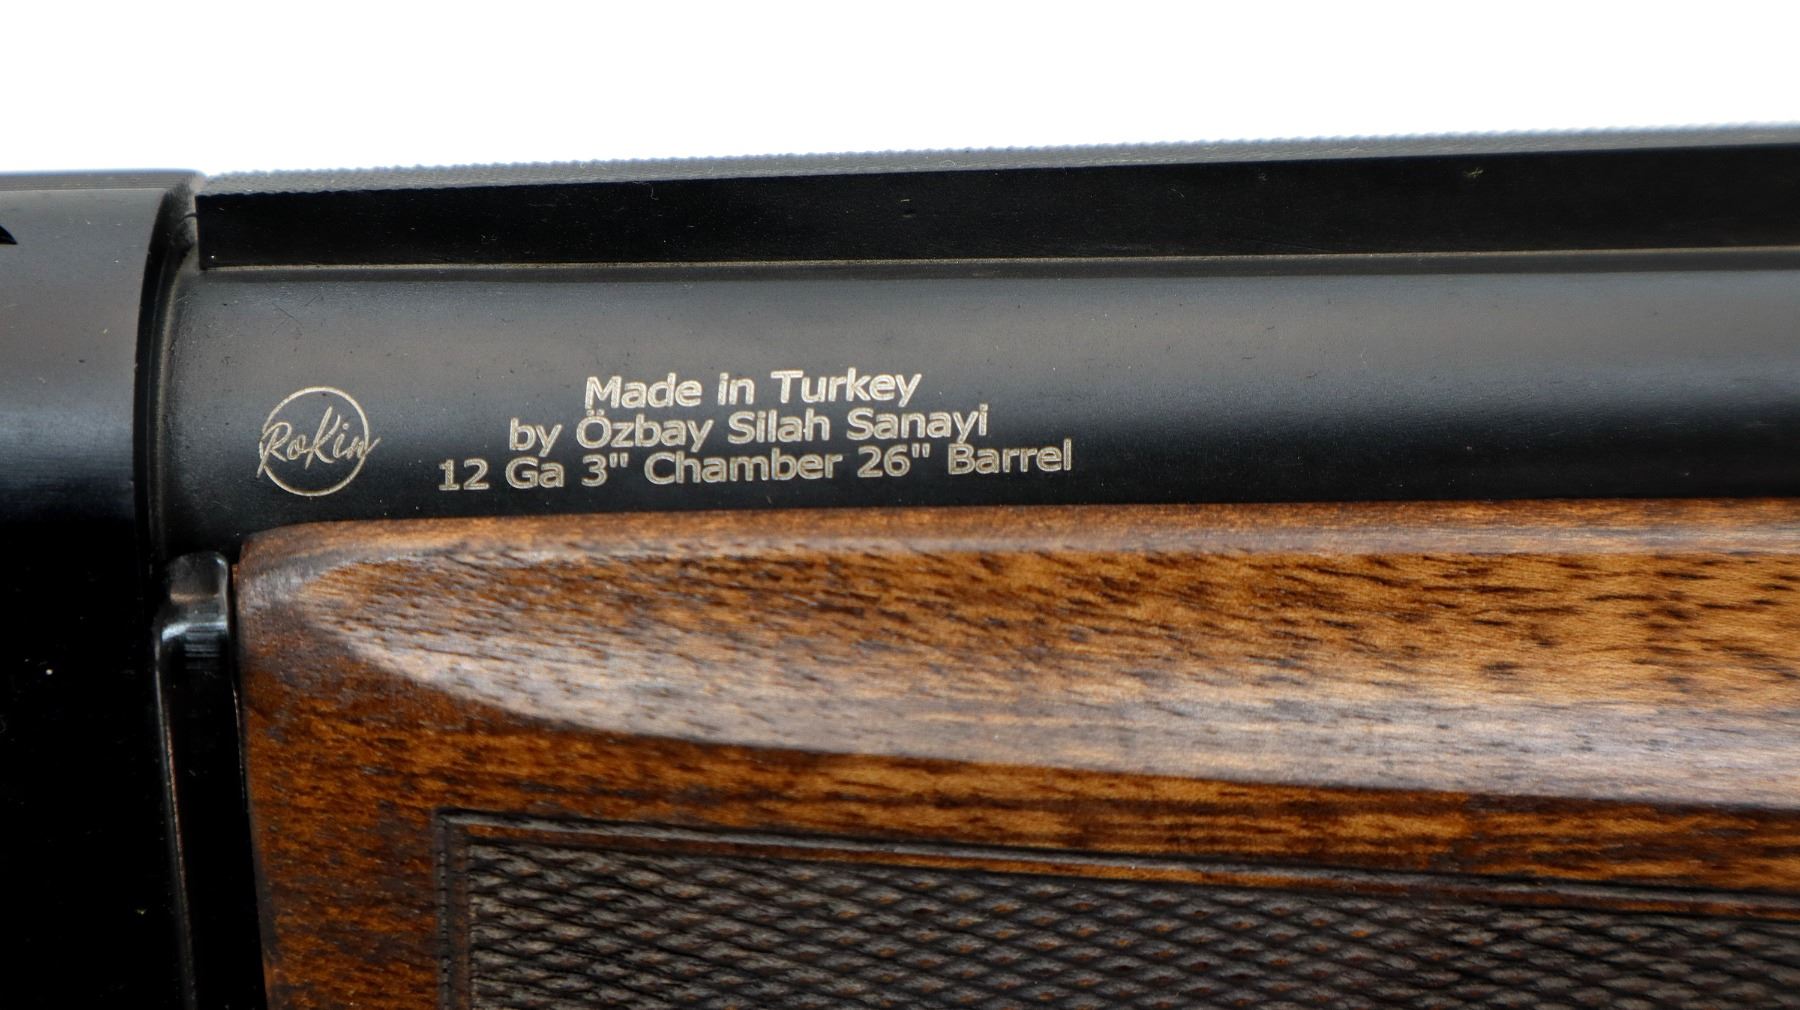 RoKin
Made in Turkey
by Özbay Silah Sanayi
12 Ga 3" Chamber 26" Barrel